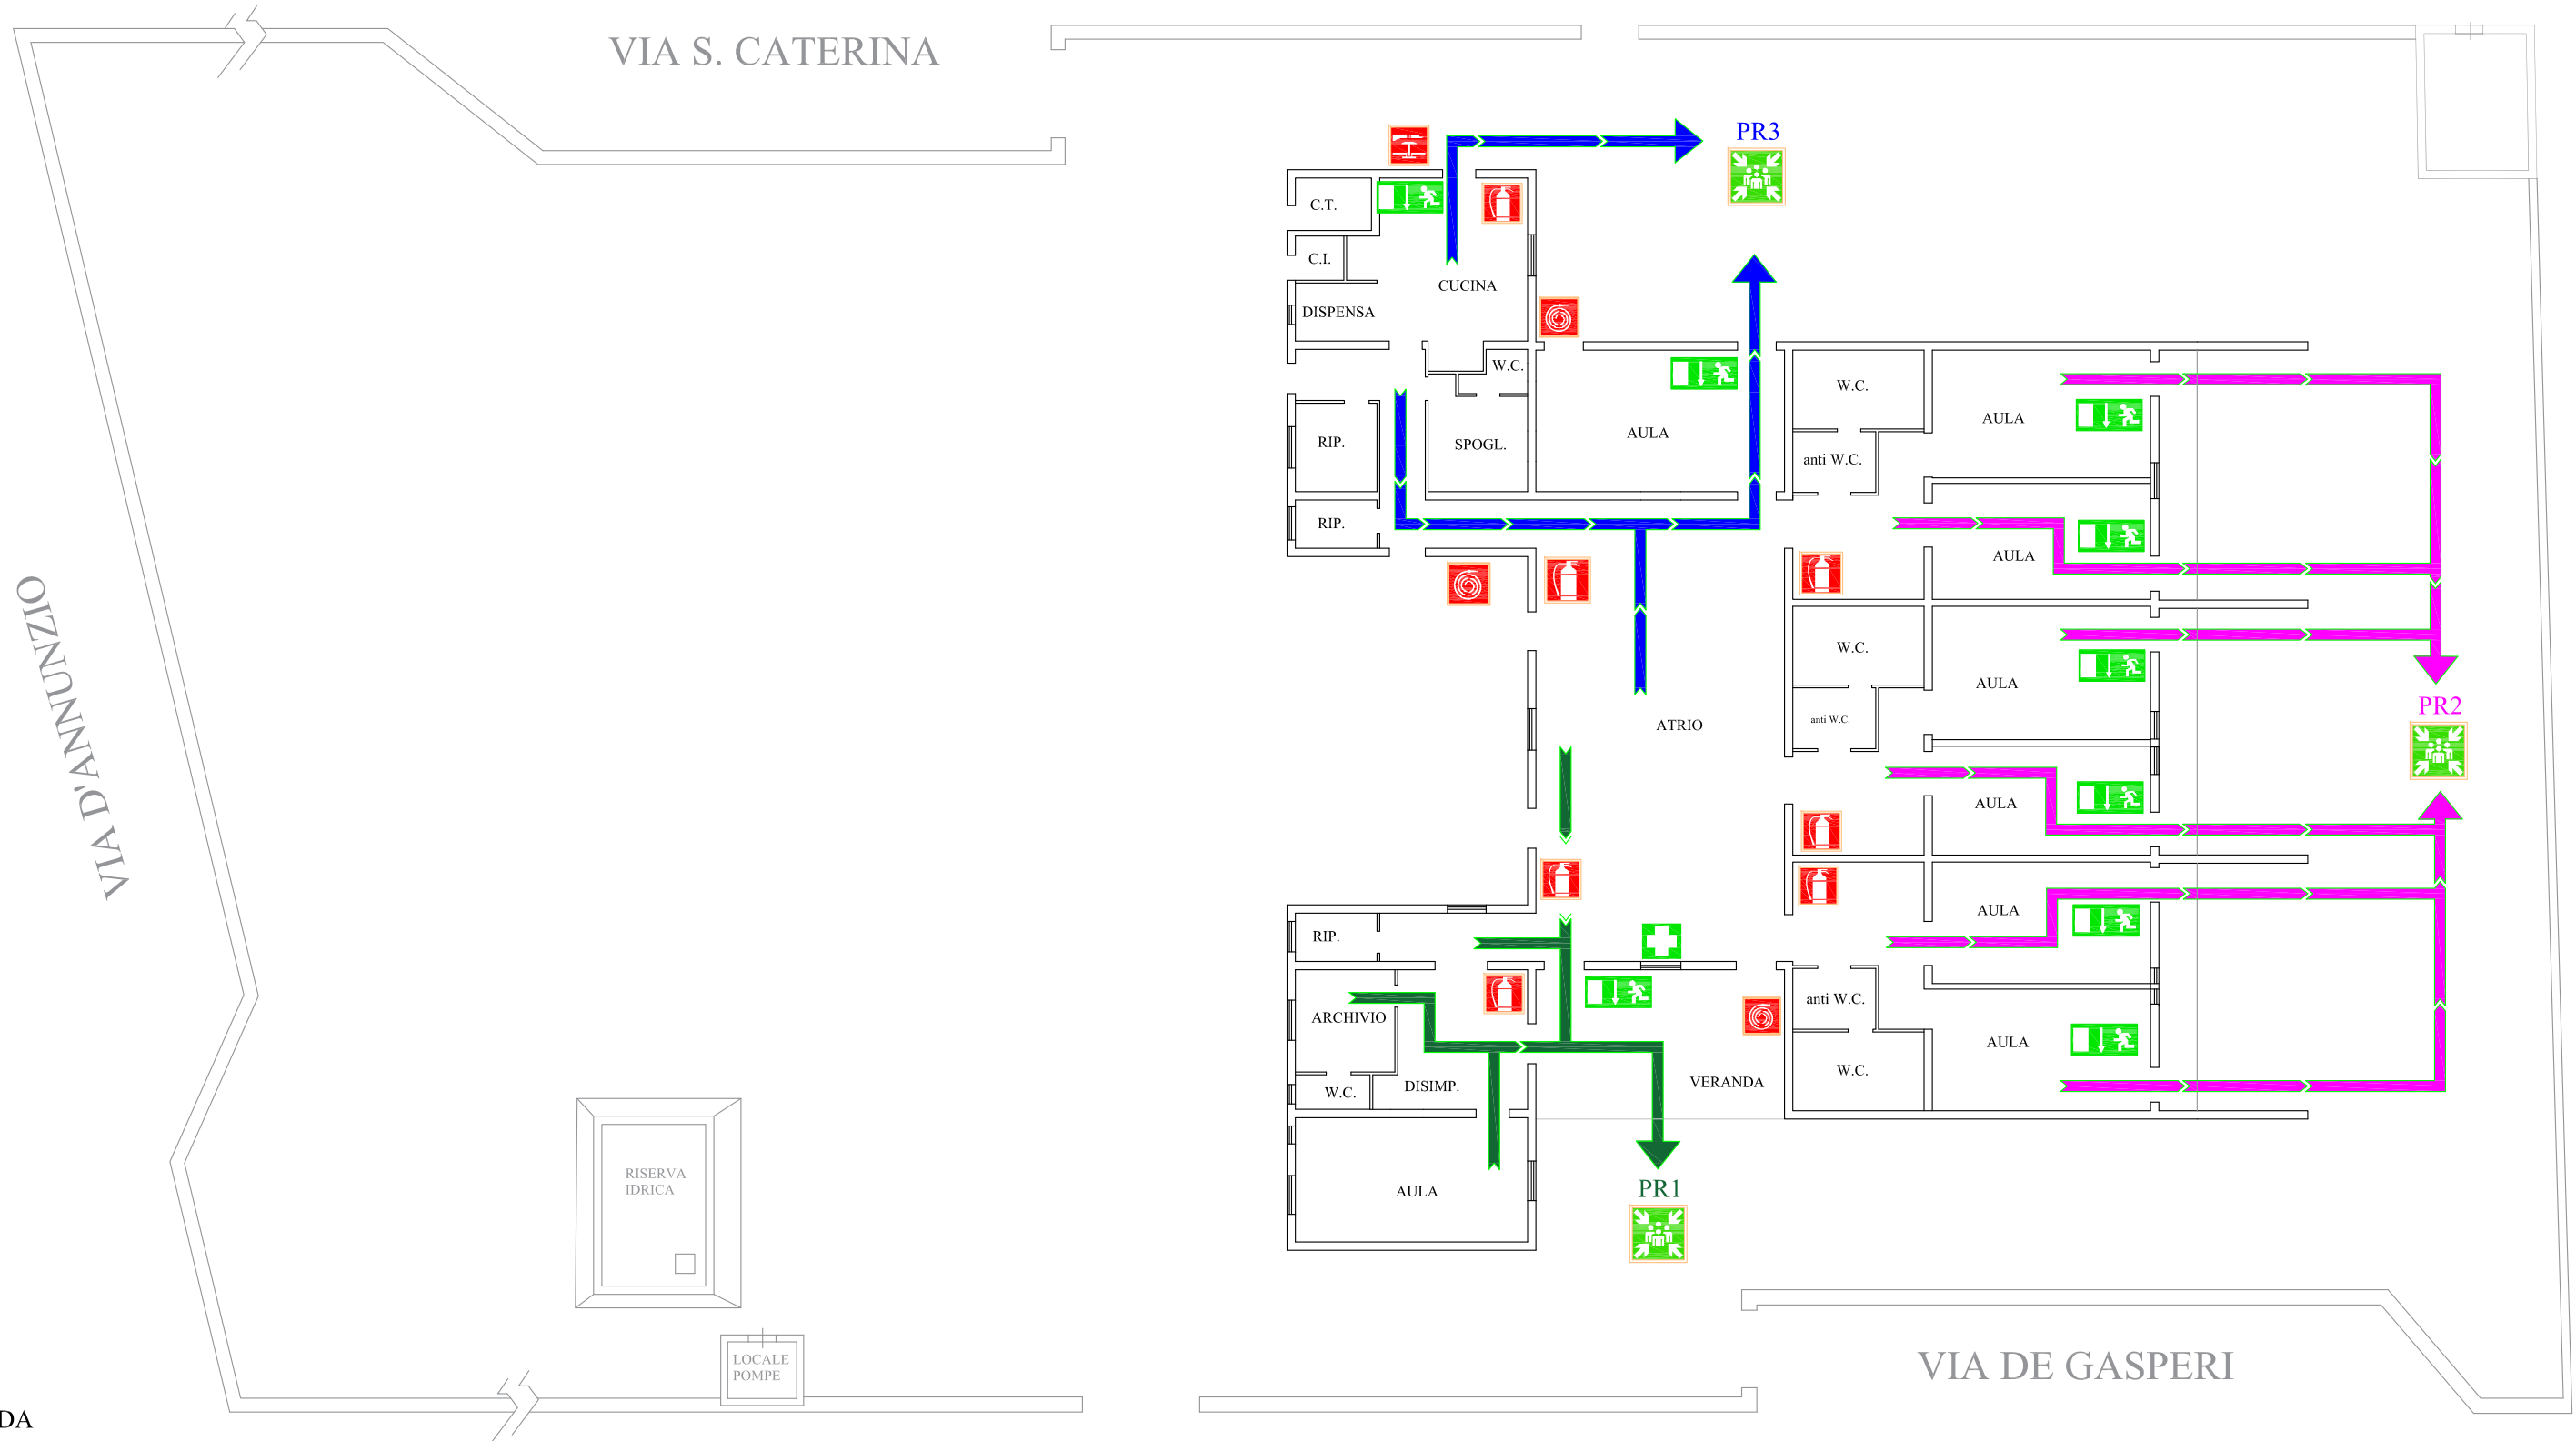 VIA S. CATERINA
PR3
C.T.
C.I.
CUCINA
DISPENSA
W.C.
W.C.
AULA
RIP.
SPOGL.
AULA
anti W.C.
RIP.
AULA
VIA D'ANNUNZIO
W.C.
AULA
anti W.C.
PR2
ATRIO
AULA
AULA
RIP.
anti W.C.
ARCHIVIO
AULA
W.C.
VERANDA
DISIMP.
W.C.
RISERVA
IDRICA
AULA
PR1
LOCALE
POMPE
VIA DE GASPERI
DA